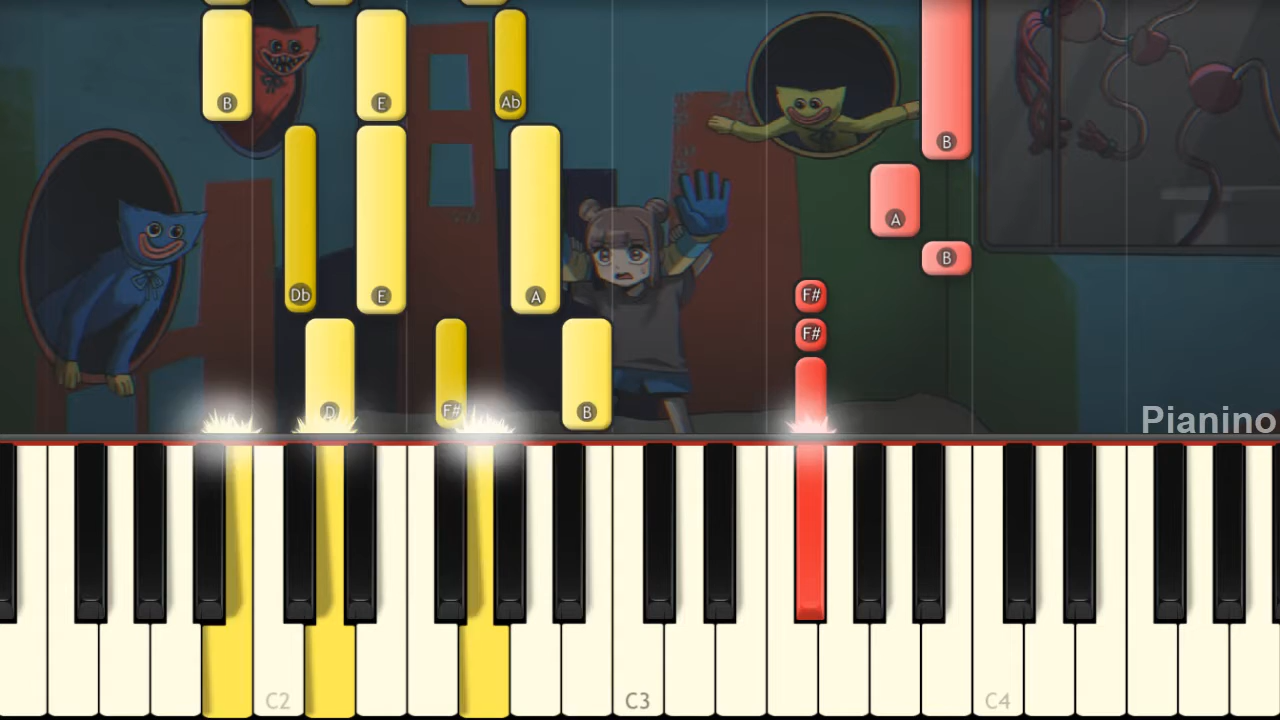 B E Ab
B
Db E A
A
B
F#
F#
D F# B
Pianino
C2 C3 C4